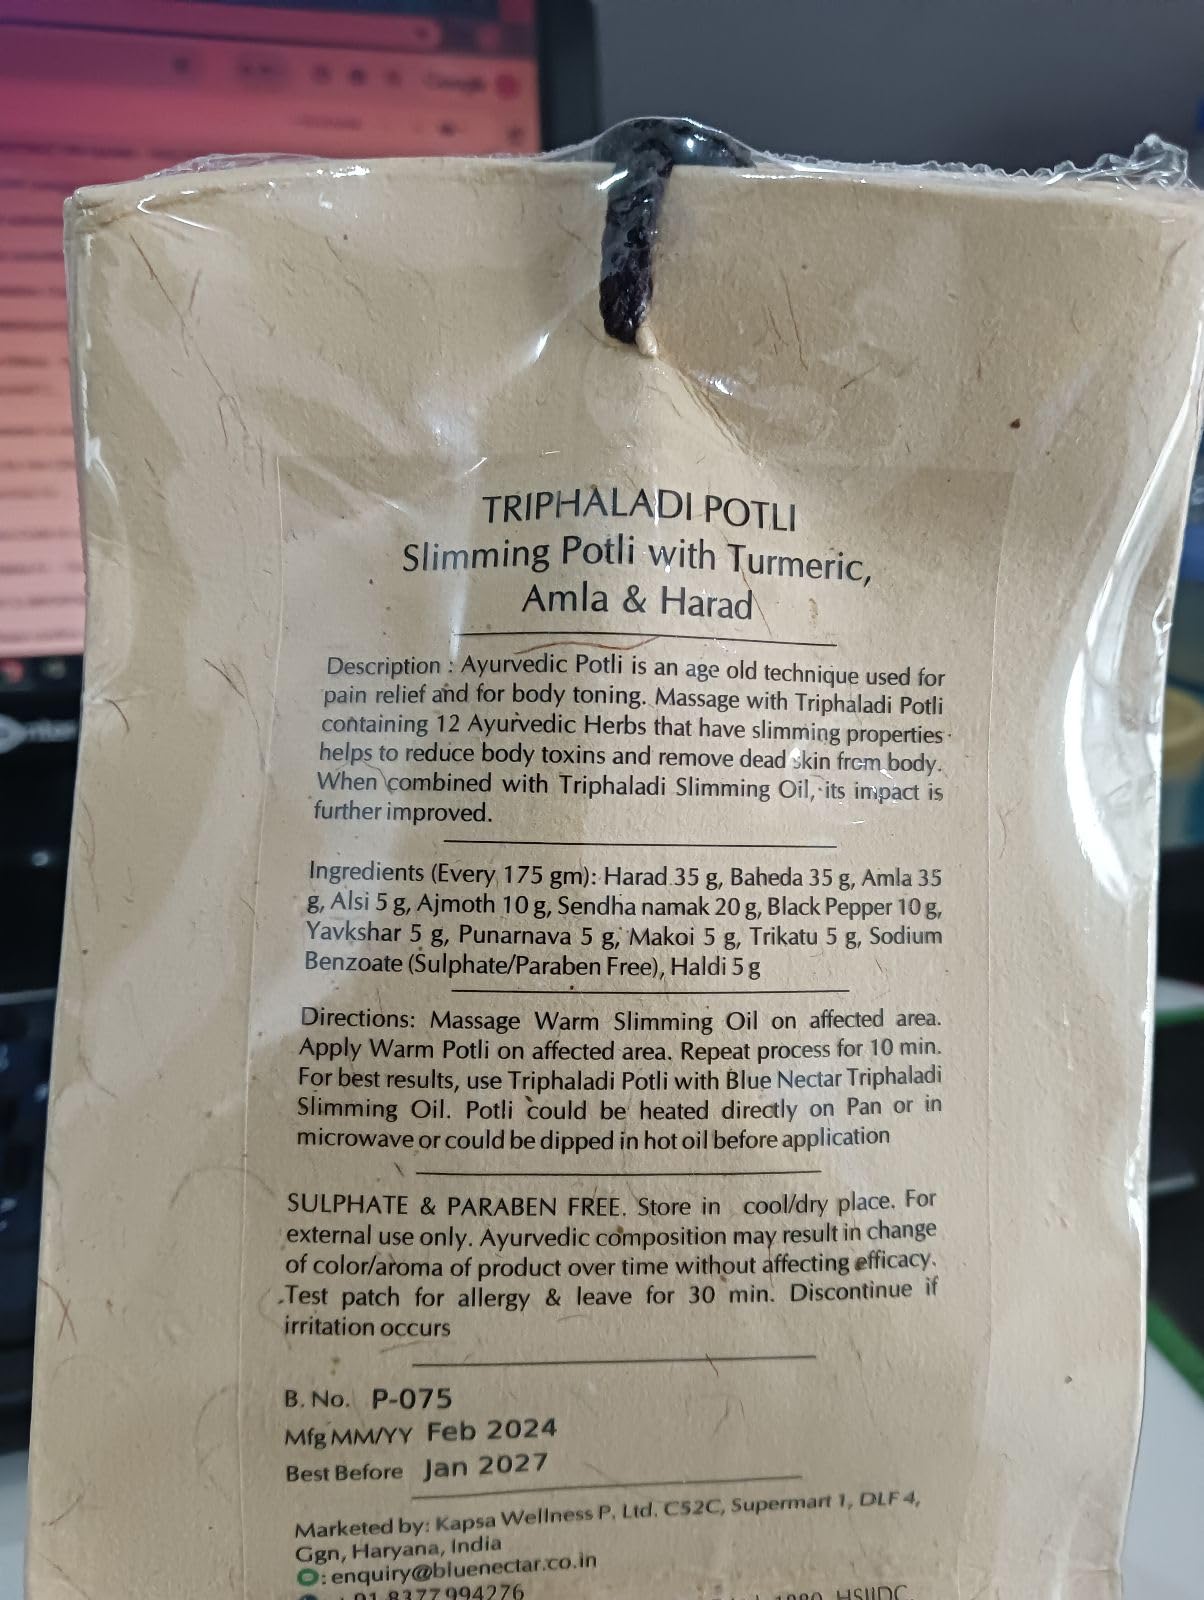 Google
TRIPHALADI POTLI
Slimming Potli with Turmeric,
Amla & Harad
Description : Ayurvedic Potli is an age old technique used for
pain relief and for body toning. Massage with Triphaladi Potli
containing 12 Ayurvedic Herbs that have slimming properties
helps to reduce body toxins and remove dead skin from body.
When combined with Triphaladi Slimming Oil, its impact is
further improved.
Ingredients (Every 175 gm): Harad 35 g, Baheda 35 g, Amla 35
g, Alsi 5 g, Ajmoth 10 g, Sendha namak 20 g, Black Pepper 10 g,
Yavkshar 5 g, Punarnava 5 g, Makoi 5 g, Trikatu 5 g, Sodium
Benzoate (Sulphate/Paraben Free), Haldi 5 g
Directions: Massage Warm Slimming Oil on affected area.
Apply Warm Potli on affected area. Repeat process for 10 min.
For best results, use Triphaladi Potli with Blue Nectar Triphaladi
Slimming Oil. Potli could be heated directly on Pan or in
microwave or could be dipped in hot oil before application
SULPHATE & PARABEN FREE. Store in cool/dry place. For
external use only. Ayurvedic composition may result in change
of color/aroma of product over time without affecting efficacy.
Test patch for allergy & leave for 30 min. Discontinue if
irritation occurs
B. No. P-075
Mfg MM/YY Feb 2024
Best Before Jan 2027
Marketed by: Kapsa Wellness P. Ltd. C52C, Supermart 1, DLF 4,
Ggn, Haryana, India
: enquiry@bluenectar.co.in
+91 8377994276
HSIIDC,